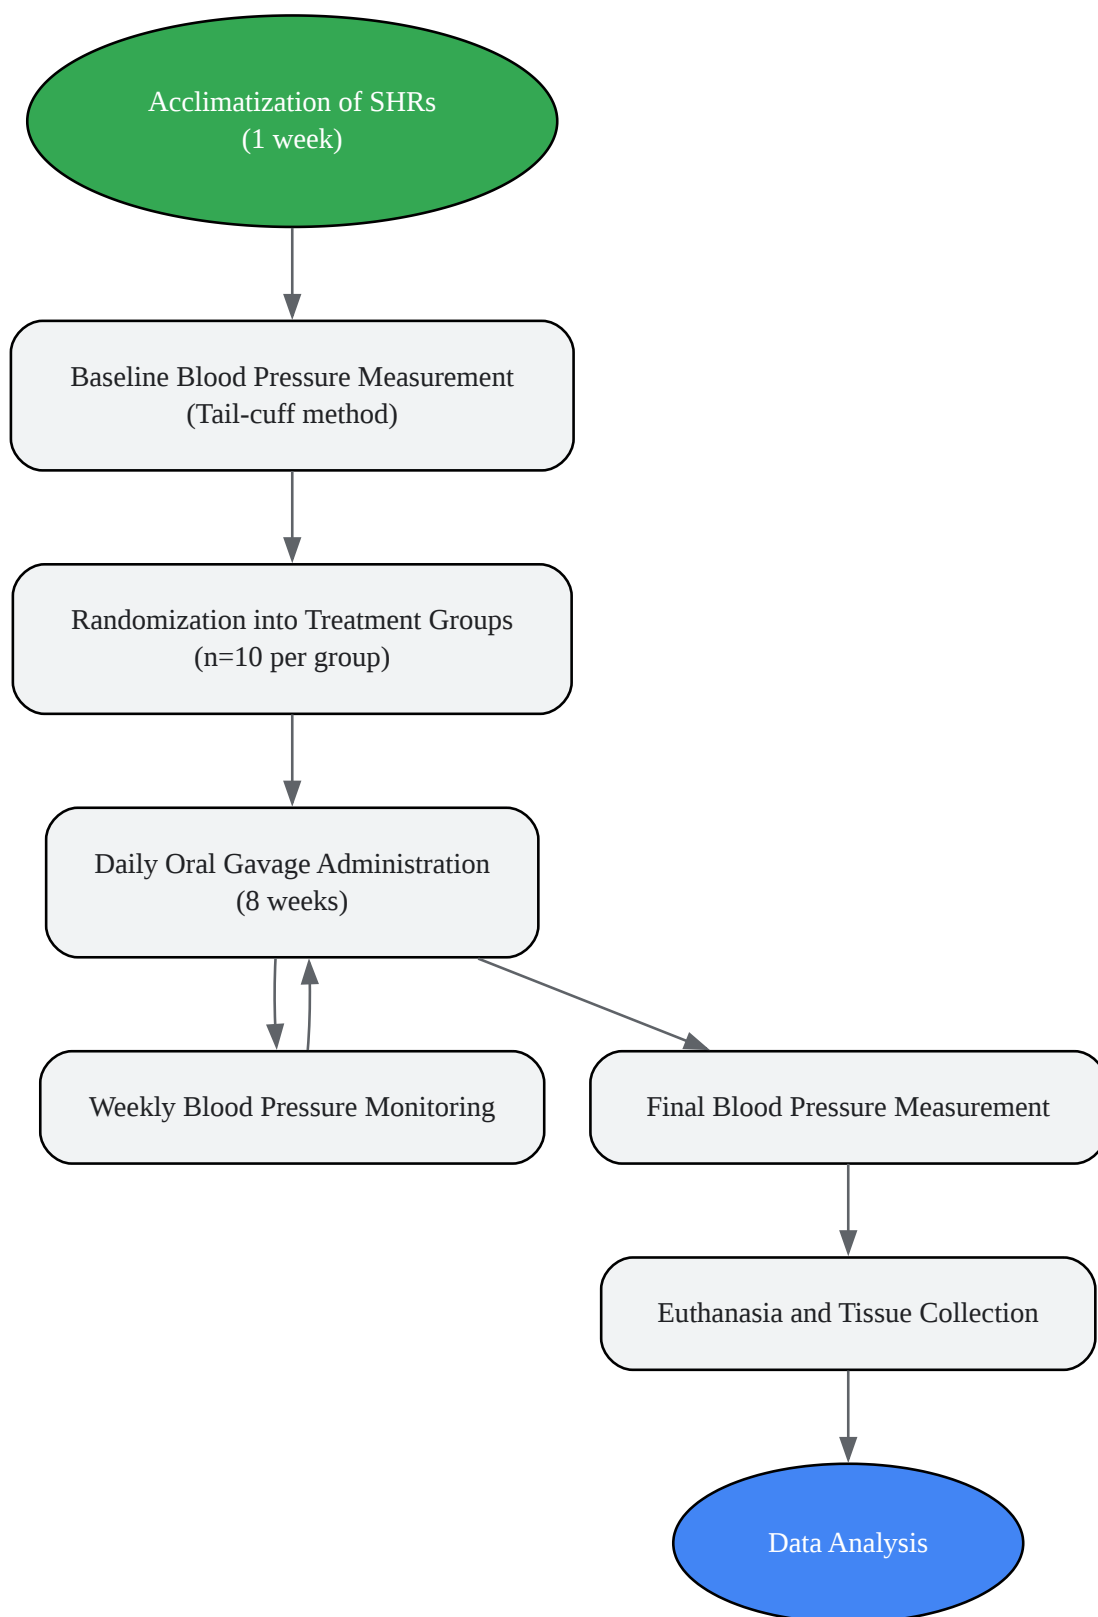 Acclimatization of SHRs
(1 week)
Baseline Blood Pressure Measurement
(Tail-cuff method)
Randomization into Treatment Groups
(n=10 per group)
Daily Oral Gavage Administration
(8 weeks)
Weekly Blood Pressure Monitoring
Final Blood Pressure Measurement
Euthanasia and Tissue Collection
Data Analysis